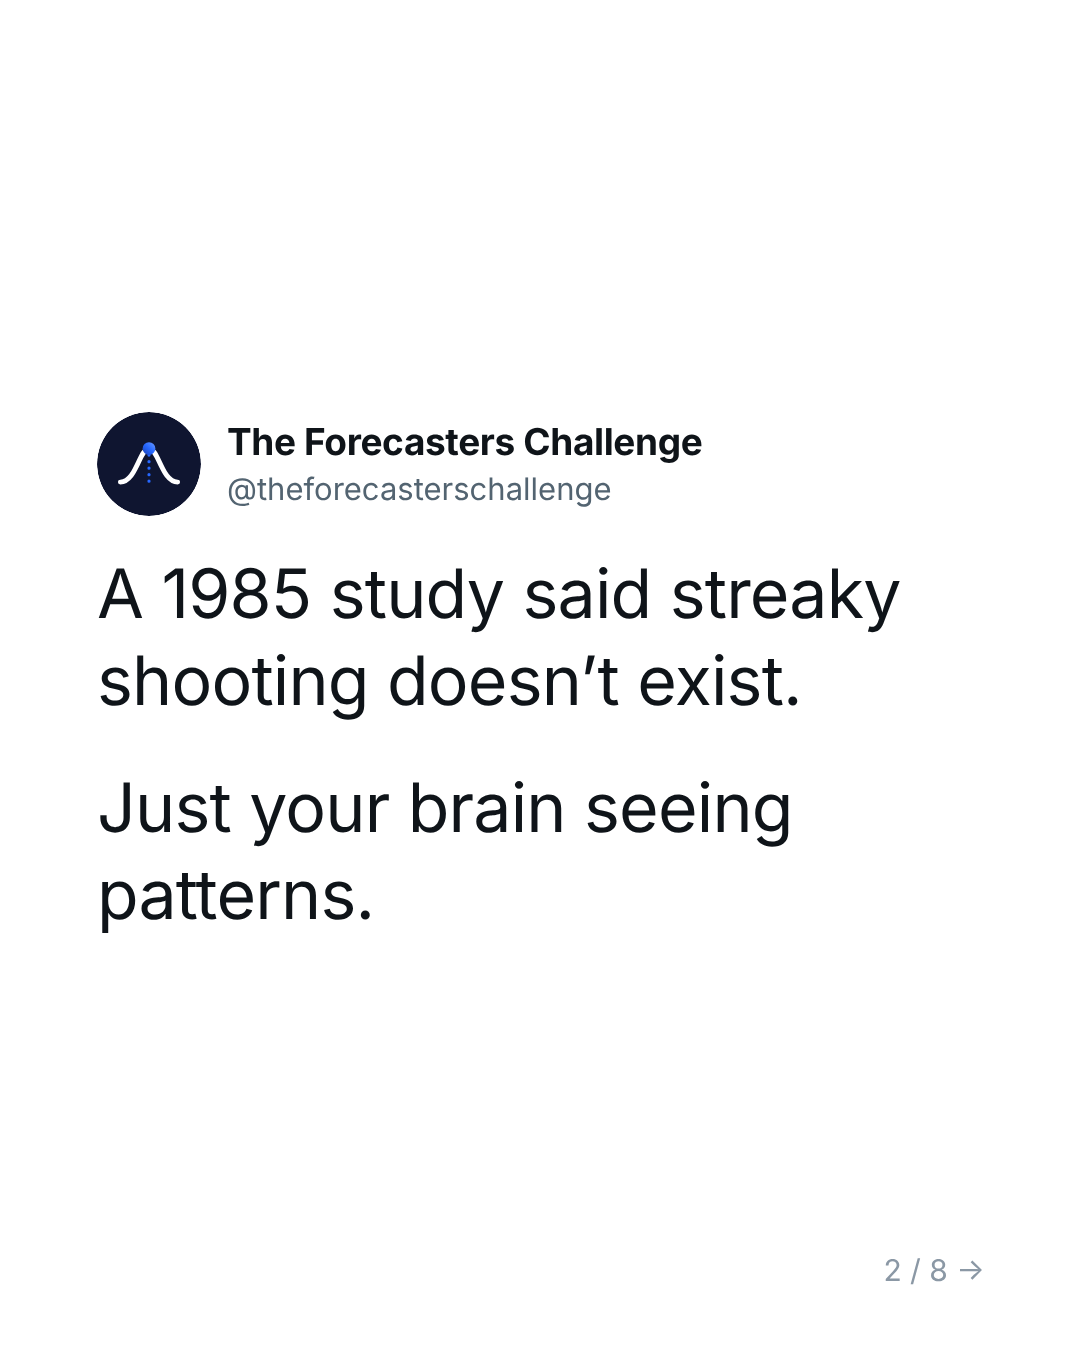 The Forecasters Challenge
@theforecasterschallenge
A 1985 study said streaky
shooting doesn’t exist.
Just your brain seeing
patterns.
2 / 8 →